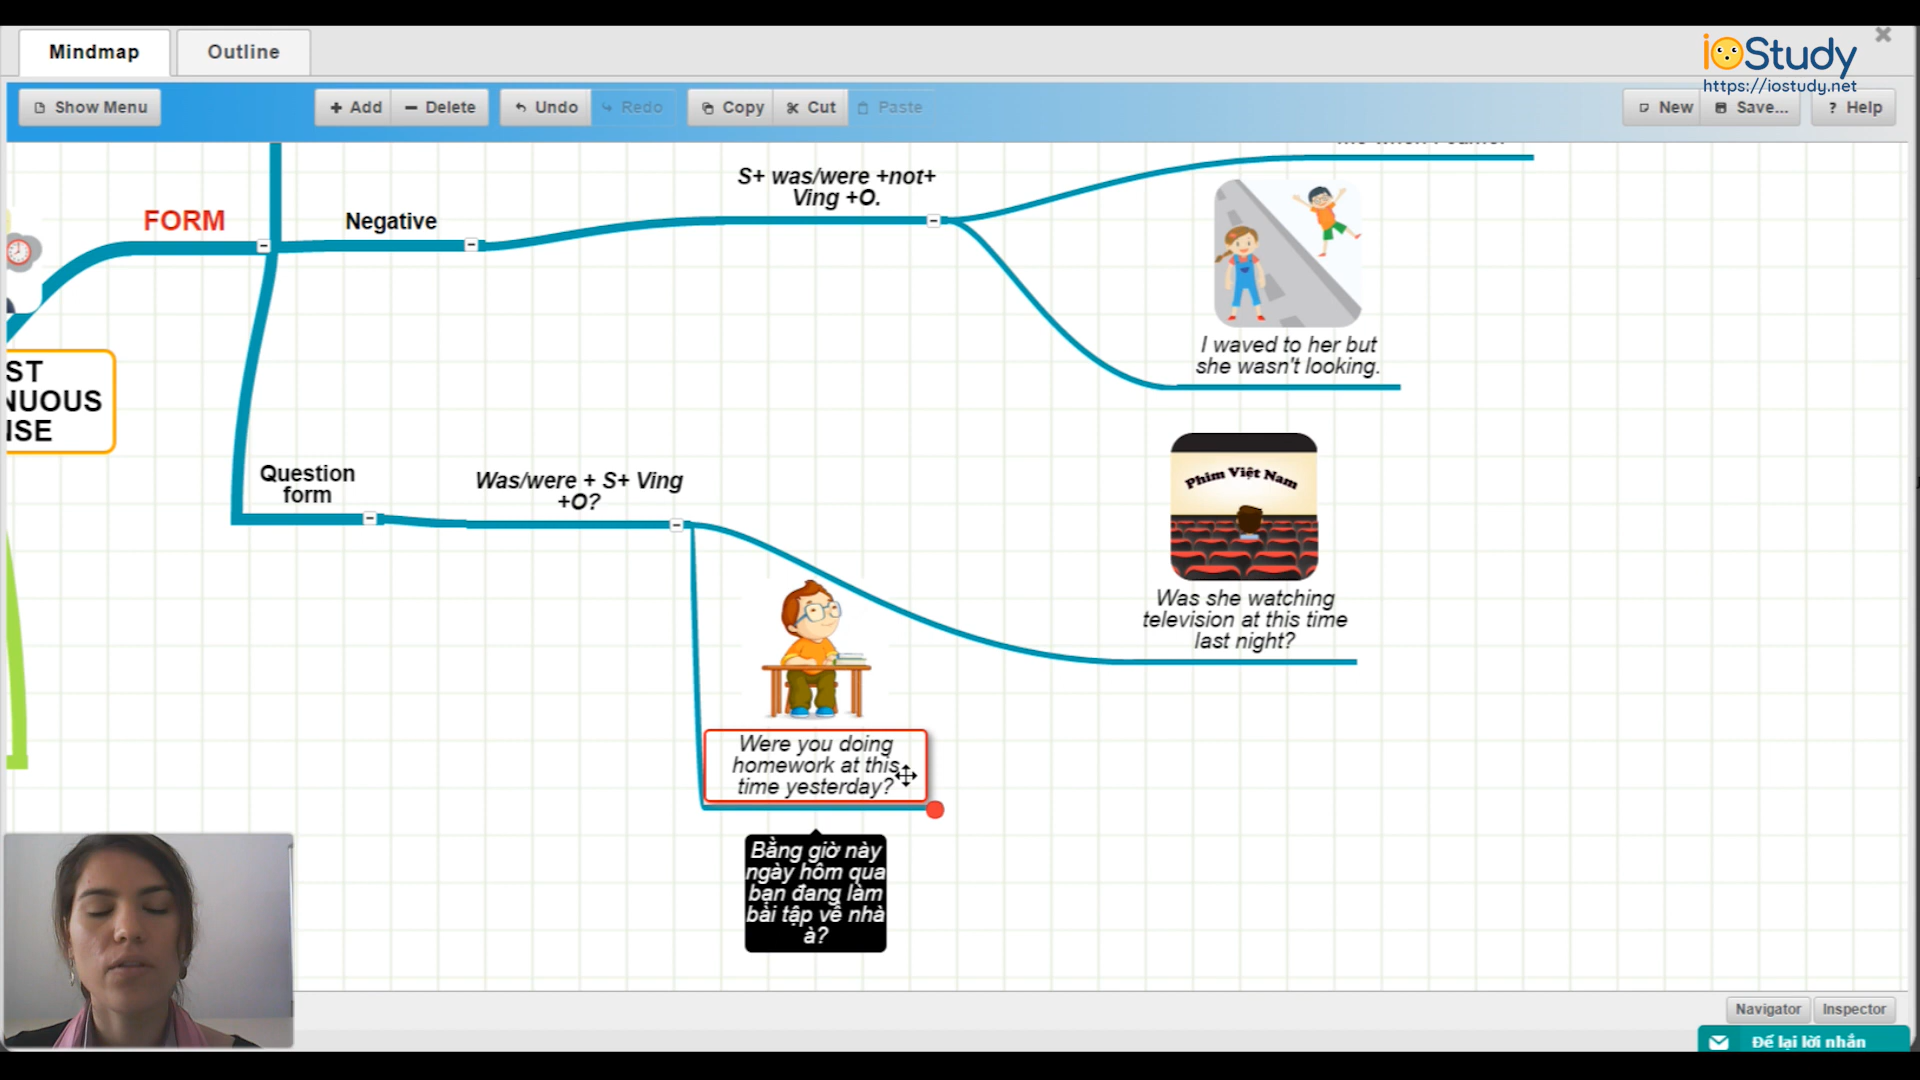 Mindmap
Outline
ioStudy
https://iostudy.net
Show Menu
Add
Delete
Undo
Redo
Copy
Cut
Paste
New
Save...
? Help
S+ was/were +not+
Ving +O.
FORM
Negative
I waved to her but
she wasn't looking.
ST
NUOUS
NSE
Question
form
Was/were + S+ Ving
+O?
Phim Việt Nam
Was she watching
television at this time
last night?
Were you doing
homework at this
time yesterday?
Bằng giờ này
ngày hôm qua
bạn đang làm
bài tập về nhà
à?
Navigator
Inspector
Để lại lời nhắn